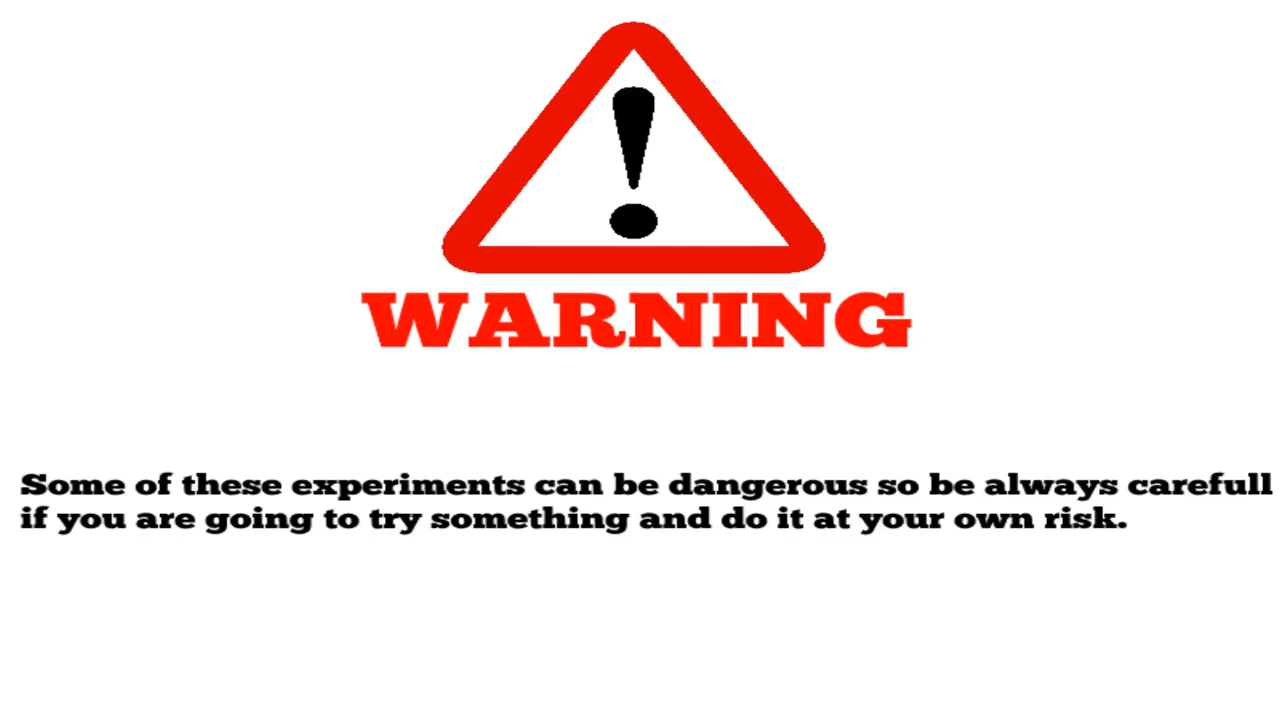 WARNING
Some of these experiments can be dangerous so be always carefull
if you are going to try something and do it at your own risk.